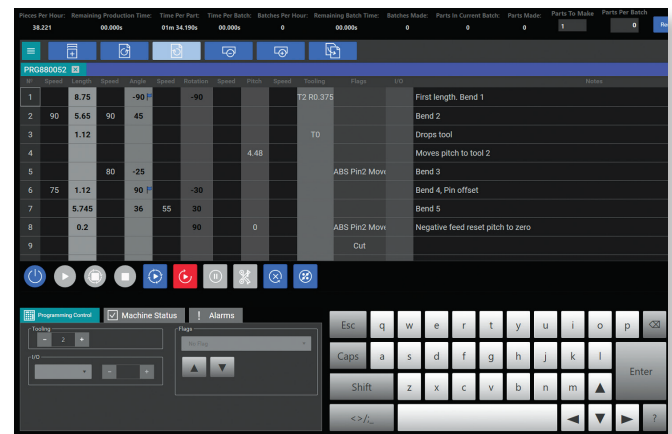 Pieces Per Hour: Remaining Production Time: Time Per Part: Time Per Batch: Batches Per Hour: Remaining Batch Time: Batches Made: Parts In Current Batch: Parts Made: Parts To Make Parts Per Batch
38.221 00.000s 01m 34.190s 00.000s 0 00.000s 0 0 0 1 0 Re
PRG880052
N° Speed Length Speed Angle Speed Rotation Speed Pitch Speed Tooling Flags I/O Notes
1 8.75 -90 -90 T2 R0.375 First length. Bend 1
2 90 5.65 90 45 Bend 2
3 1.12 T0 Drops tool
4 4.48 Moves pitch to tool 2
5 80 -25 ABS Pin2 Move Bend 3
6 75 1.12 90 -30 Bend 4, Pin offset
7 5.745 36 55 30 Bend 5
8 0.2 90 0 ABS Pin2 Move Negative feed reset pitch to zero
9 Cut
Programming Control Machine Status ! Alarms
Tooling Flags
- 2 + No Flag
I/O
- +
Esc q w e r t y u i o p
Caps a s d f g h j k l Enter
Shift z x c v b n m
<>/;_ ?